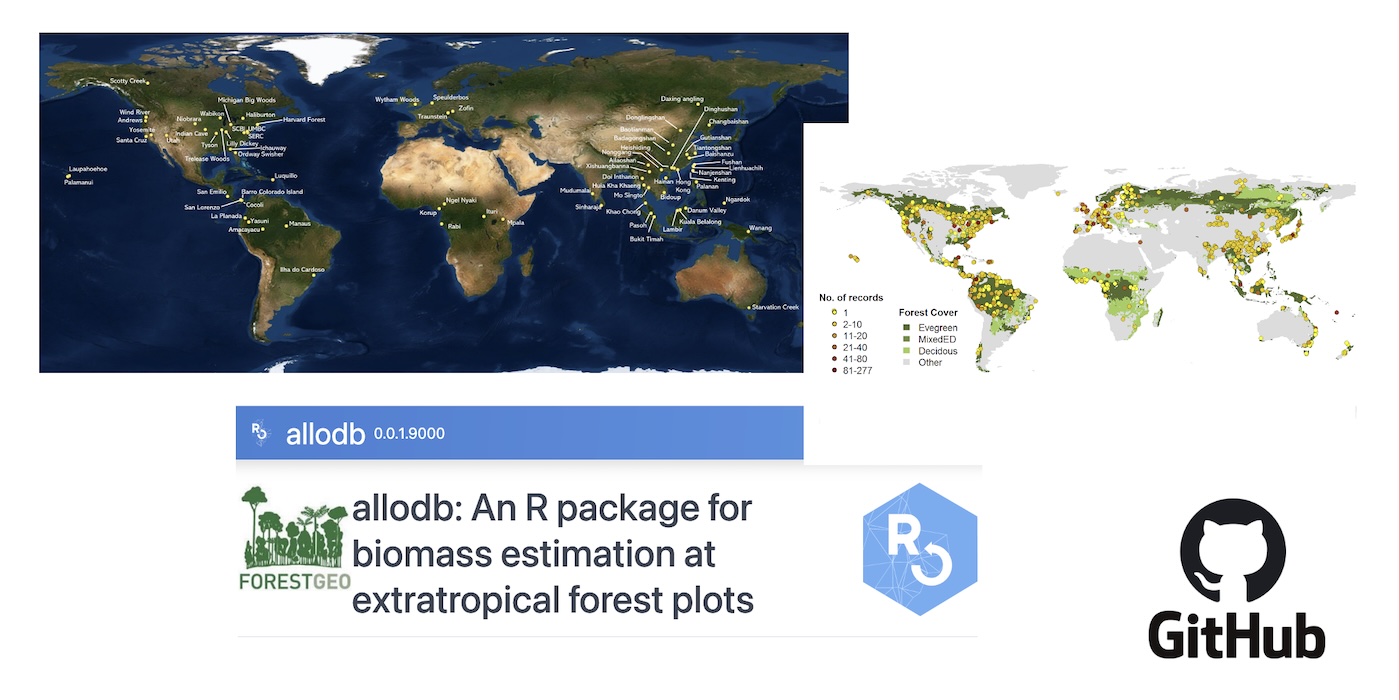 Scotty Creek
Michigan Big Woods
Wind River
Andrews
Niobrara
Wabikon
Haliburton
Harvard Forest
Yosemite
Indian Cave
SCBI
UMBC
SERC
Santa Cruz
Utah
Tyson
Lilly Dickey
Ordway Swisher
Trelease Woods
Laupahoehoe
Palamanui
Luquillo
San Emilio
Barro Colorado Island
Cocoli
San Lorenzo
La Planada
Yasuni
Manaus
Amacayacu
Ilha do Cardoso
Wytham Woods
Speulderbos
Zofin
Traunstein
Ngel Nyaki
Korup
Ituri
Mpala
Rabi
Daxing angling
Dinghushan
Donglingshan
Changbaishan
Baotianman
Badagongshan
Gutianshan
Heishiding
Tiantongshan
Nonggang
Baishanzu
Ailaoshan
Fushan
Xishuangbanna
Lienhuachih
Doi Inthanon
Nanjenshan
Hainan
Hong
Kong
Kenting
Mudumalai
Huia Kha Khaeng
Palanan
Mo Singto
Bidoup
Ngardok
Sinharaja
Khao Chong
Danum Valley
Pasoh
Kuala Belalong
Lambir
Wanang
Bukit Timah
Starvation Creek
No. of records
1
2-10
11-20
21-40
41-80
81-277
Forest Cover
Evegreen
MixedED
Decidous
Other
allodb 0.0.1.9000
FORESTGEO
allodb: An R package for
biomass estimation at
extratropical forest plots
R
GitHub